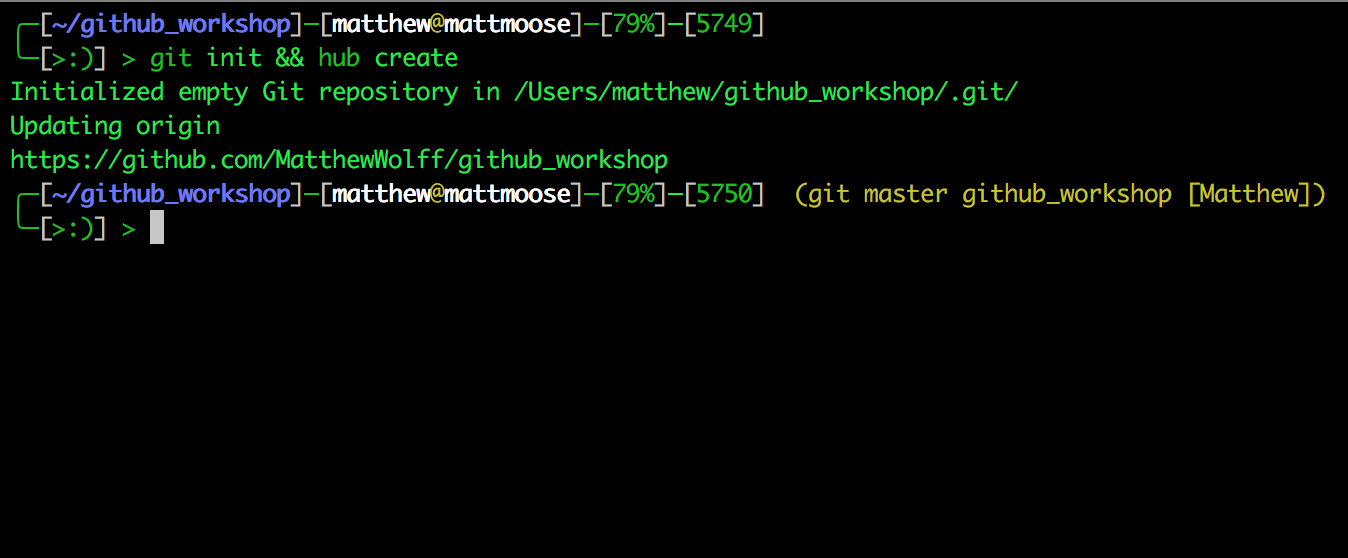 ╭─[~/github_workshop]─[matthew@mattmoose]─[79%]─[5749]
╰─[>:)] > git init && hub create
Initialized empty Git repository in /Users/matthew/github_workshop/.git/
Updating origin
https://github.com/MatthewWolff/github_workshop
╭─[~/github_workshop]─[matthew@mattmoose]─[79%]─[5750]  (git master github_workshop [Matthew])
╰─[>:)] >